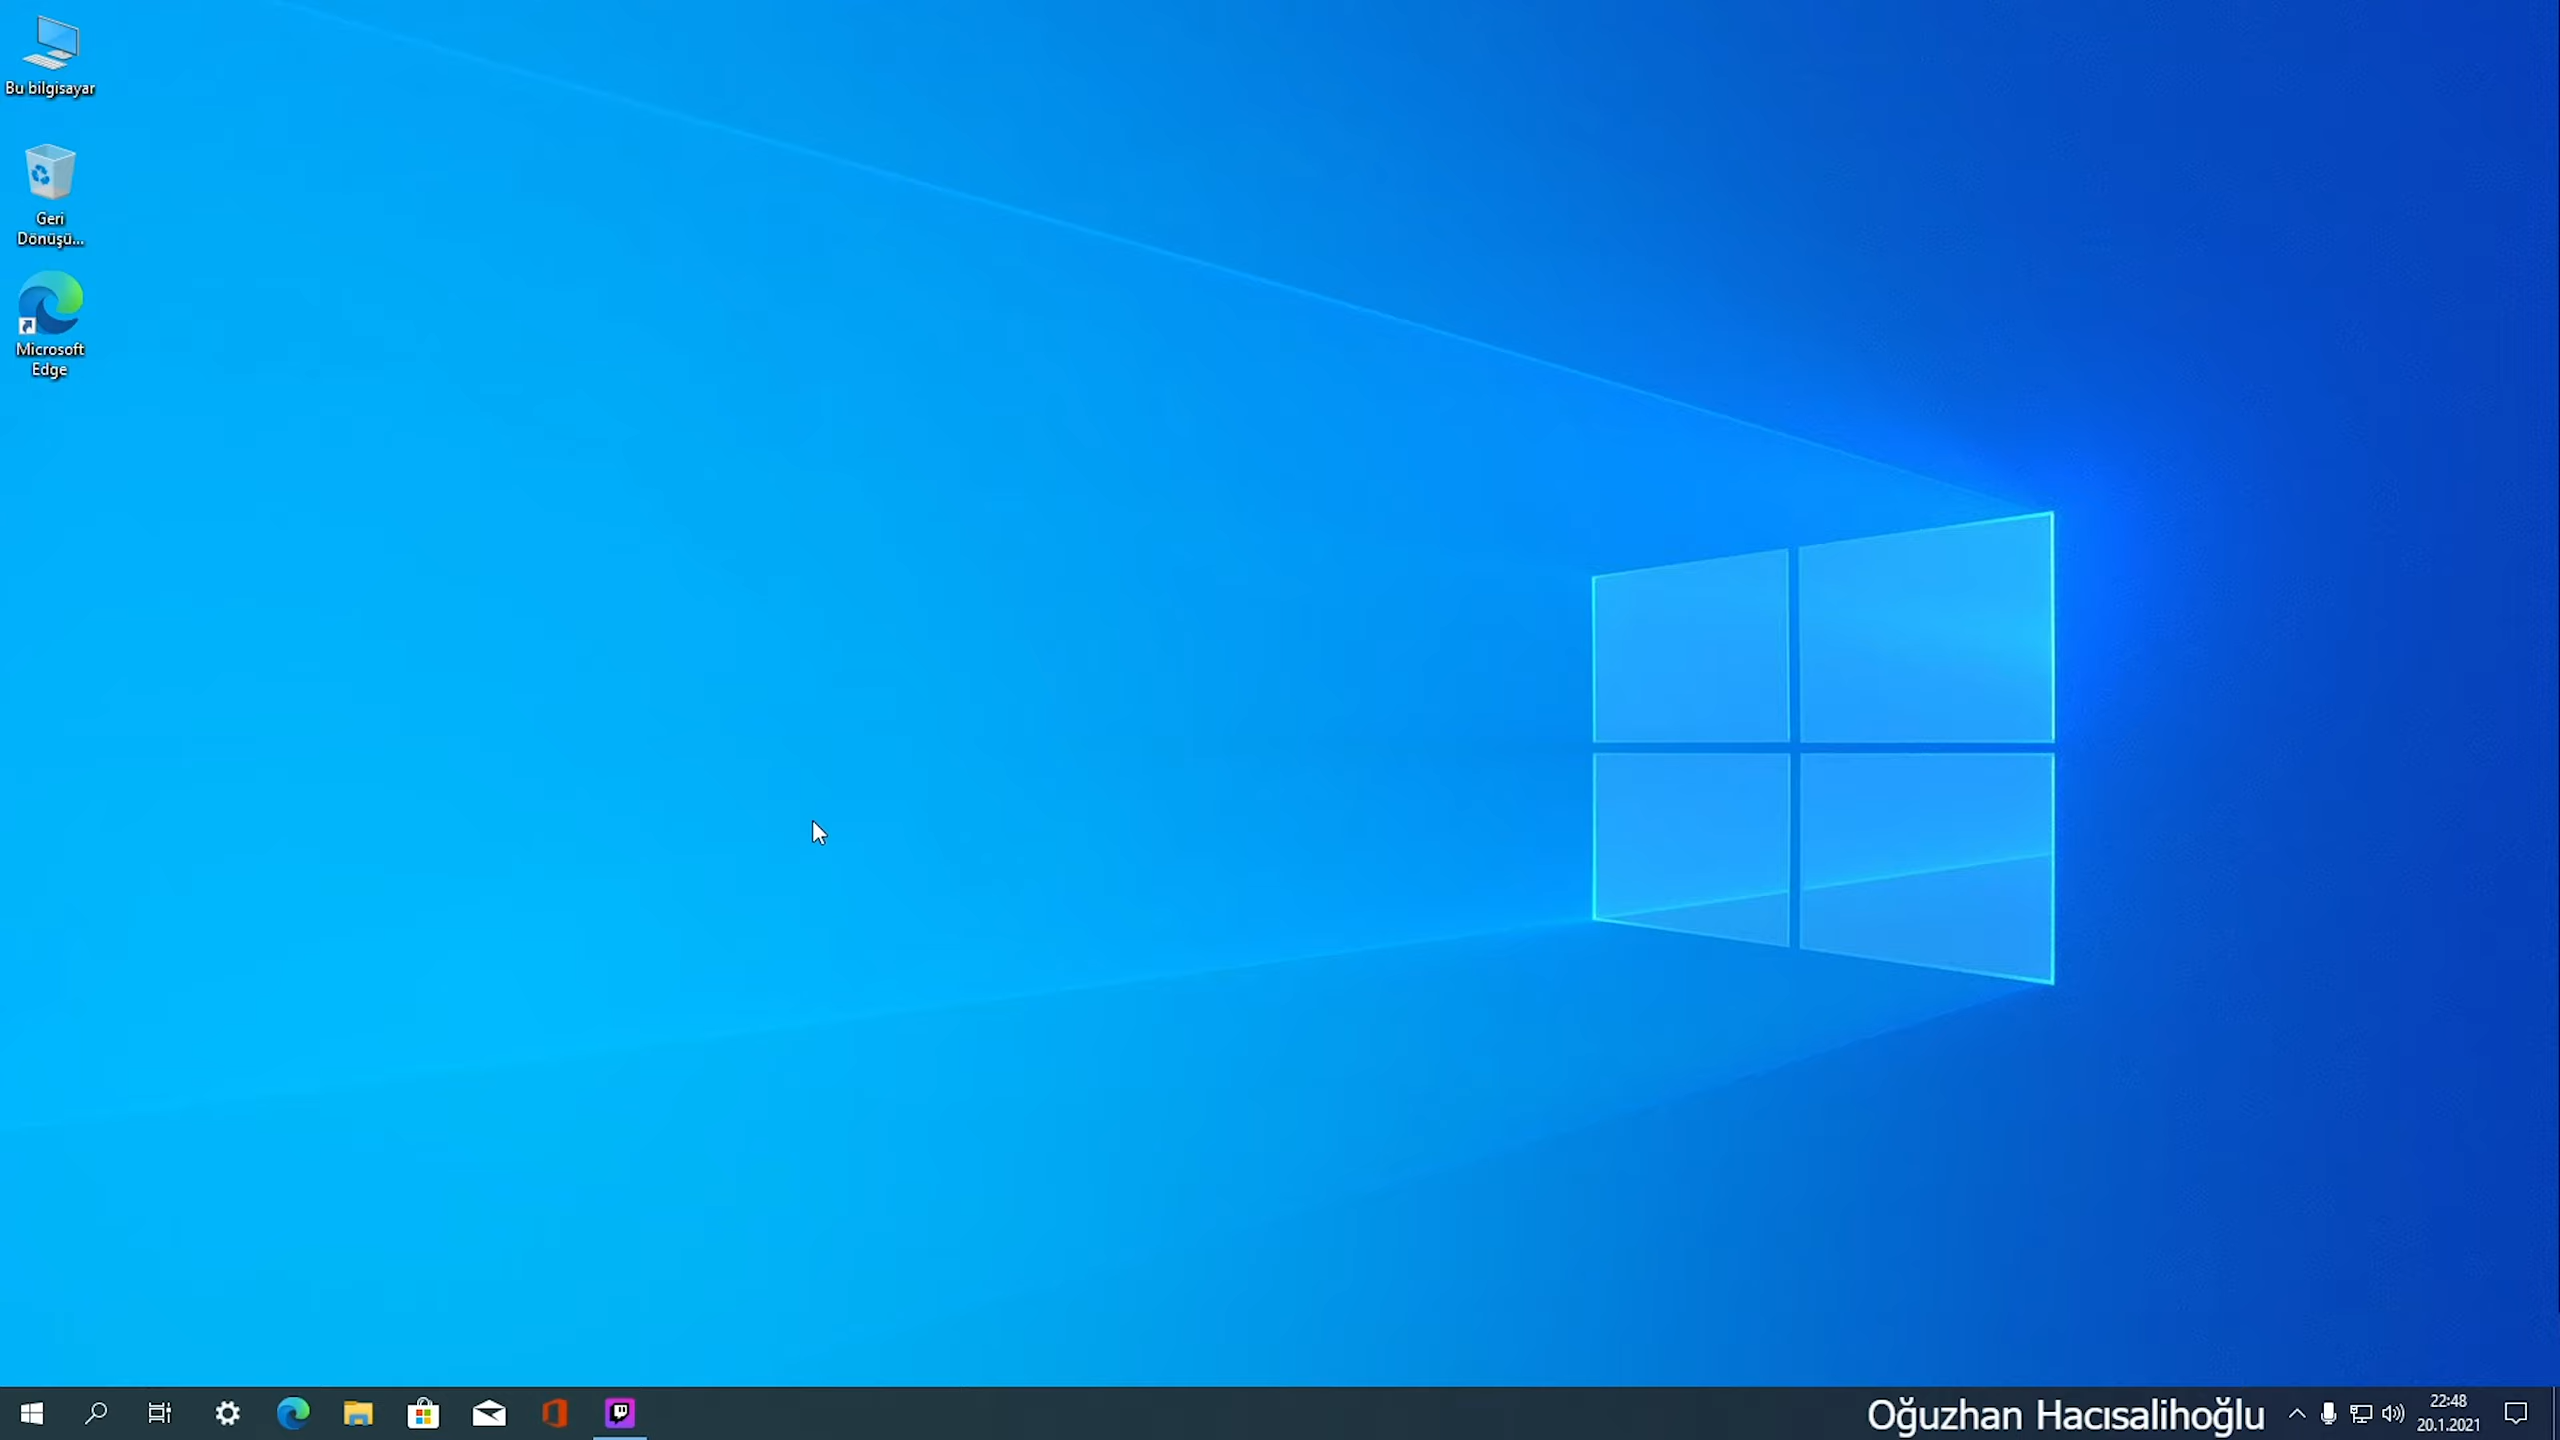 Bu bilgisayar
Geri
Dönüşü...
Microsoft
Edge
Oğuzhan Hacısalihoğlu
22:48
20.1.2021